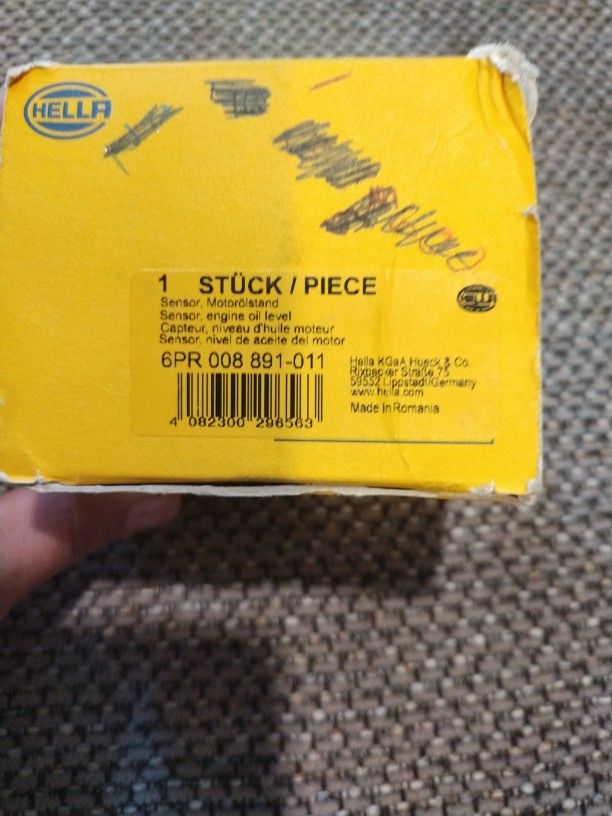 HELLA
1 STÜCK / PIECE
Sensor, Motorölstand
Sensor, engine oil level
Capteur, niveau d'huile moteur
Sensor, nivel de aceite del motor
HELLA
6PR 008 891-011
Hella KGaA Hueck & Co.
Rixbecker Straße 75
59552 Lippstadt/Germany
www.hella.com
Made in Romania
4 082300 296563